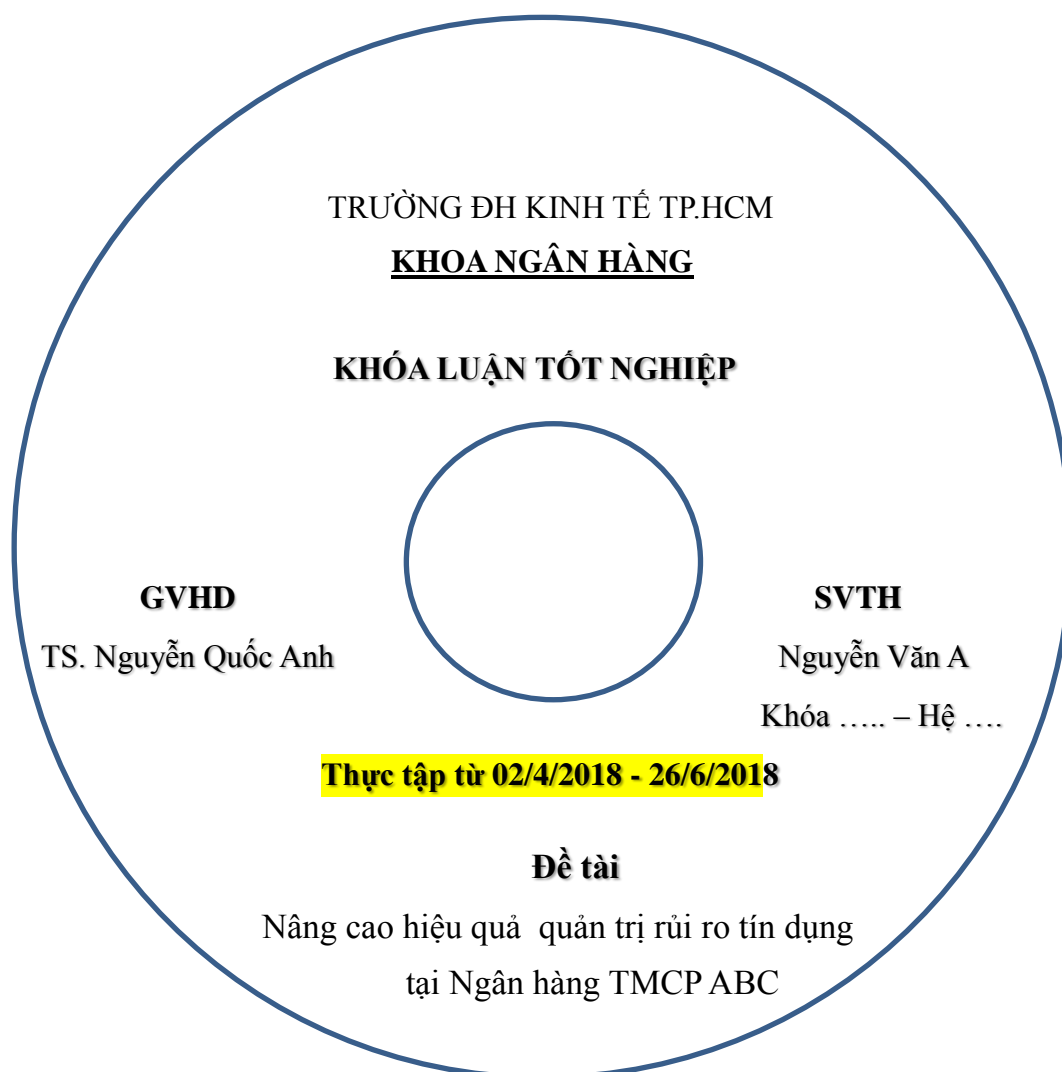 TRƯỜNG ĐH KINH TẾ TP.HCM
KHOA NGÂN HÀNG
KHÓA LUẬN TỐT NGHIỆP
GVHD
TS. Nguyễn Quốc Anh
SVTH
Nguyễn Văn A
Khóa ….. – Hệ ….
Thực tập từ 02/4/2018 - 26/6/2018
Đề tài
Nâng cao hiệu quả quản trị rủi ro tín dụng
tại Ngân hàng TMCP ABC